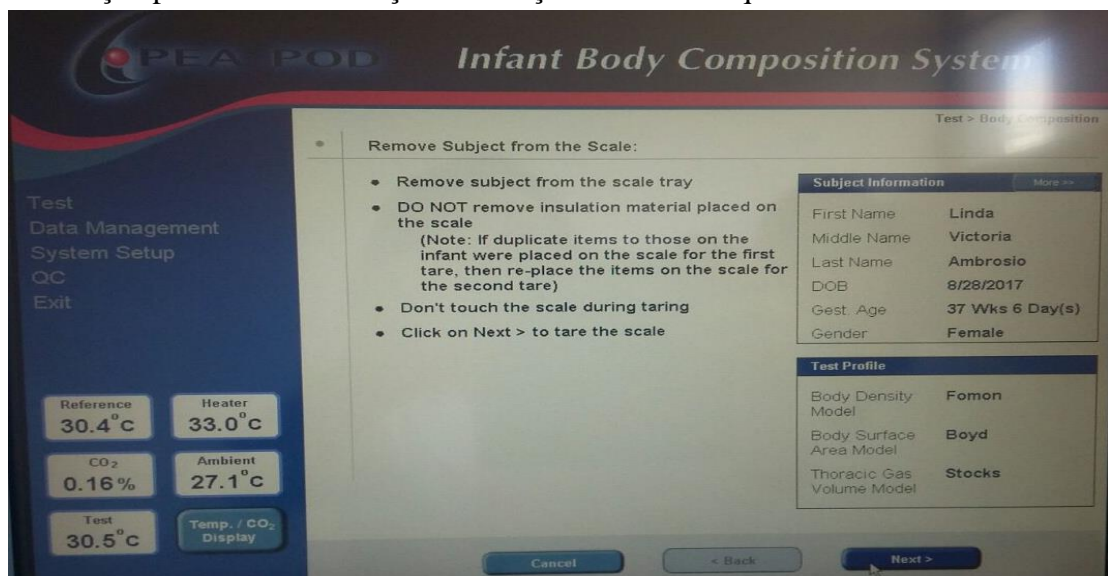 PEA POD
Infant Body Composition System
Test > Body Composition
Remove Subject from the Scale:
• Remove subject from the scale tray
• DO NOT remove insulation material placed on
the scale
(Note: If duplicate items to those on the
infant were placed on the scale for the first
tare, then re-place the items on the scale for
the second tare)
• Don't touch the scale during taring
• Click on Next > to tare the scale
Test
Data Management
System Setup
QC
Exit
Reference
30.4°C
Heater
33.0°C
CO₂
0.16%
Ambient
27.1°C
Test
30.5°C
Temp. / CO₂
Display
Subject Information
More >>
First Name Linda
Middle Name Victoria
Last Name Ambrosio
DOB 8/28/2017
Gest. Age 37 Wks 6 Day(s)
Gender Female
Test Profile
Body Density
Model
Fomon
Body Surface
Area Model
Boyd
Thoracic Gas
Volume Model
Stocks
Cancel
< Back
Next >